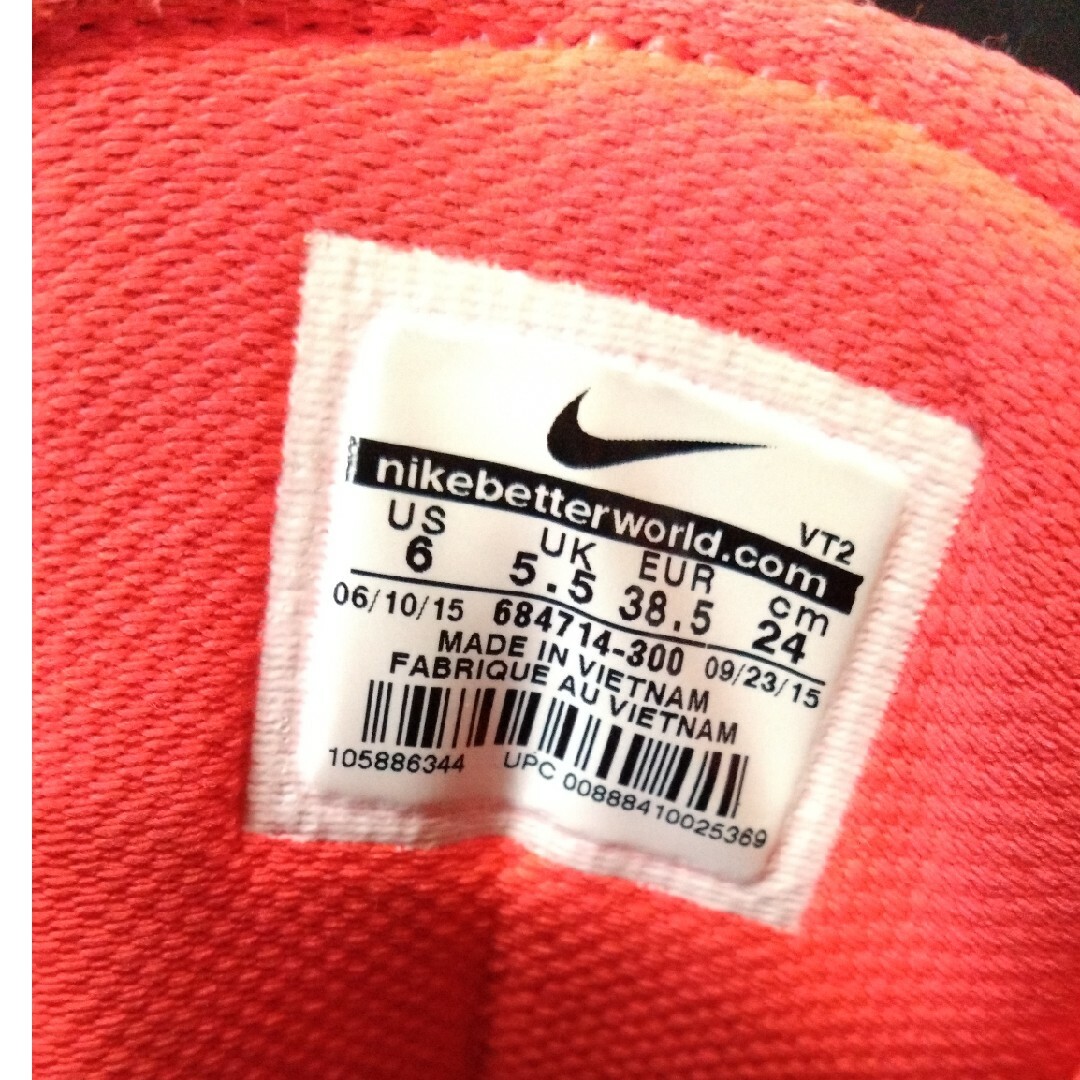 nikebetterworld.com
VT2
US UK EUR cm
6 5.5 38.5 24
06/10/15 684714-300 09/23/15
MADE IN VIETNAM
FABRIQUE AU VIETNAM
105886344 UPC 00888410025369